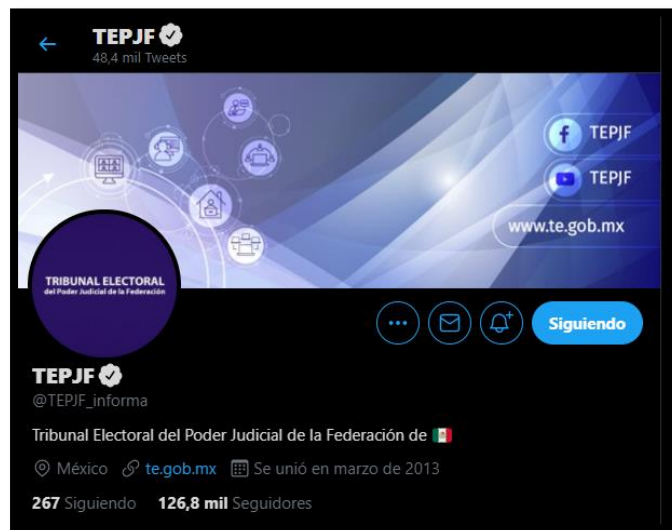 TEPJF
48,4 mil Tweets
TEPJF
TEPJF
www.te.gob.mx
TRIBUNAL ELECTORAL
del Poder Judicial de la Federación
Siguiendo
TEPJF
@TEPJF_informa
Tribunal Electoral del Poder Judicial de la Federación de 🇲🇽
México te.gob.mx Se unió en marzo de 2013
267 Siguiendo 126,8 mil Seguidores